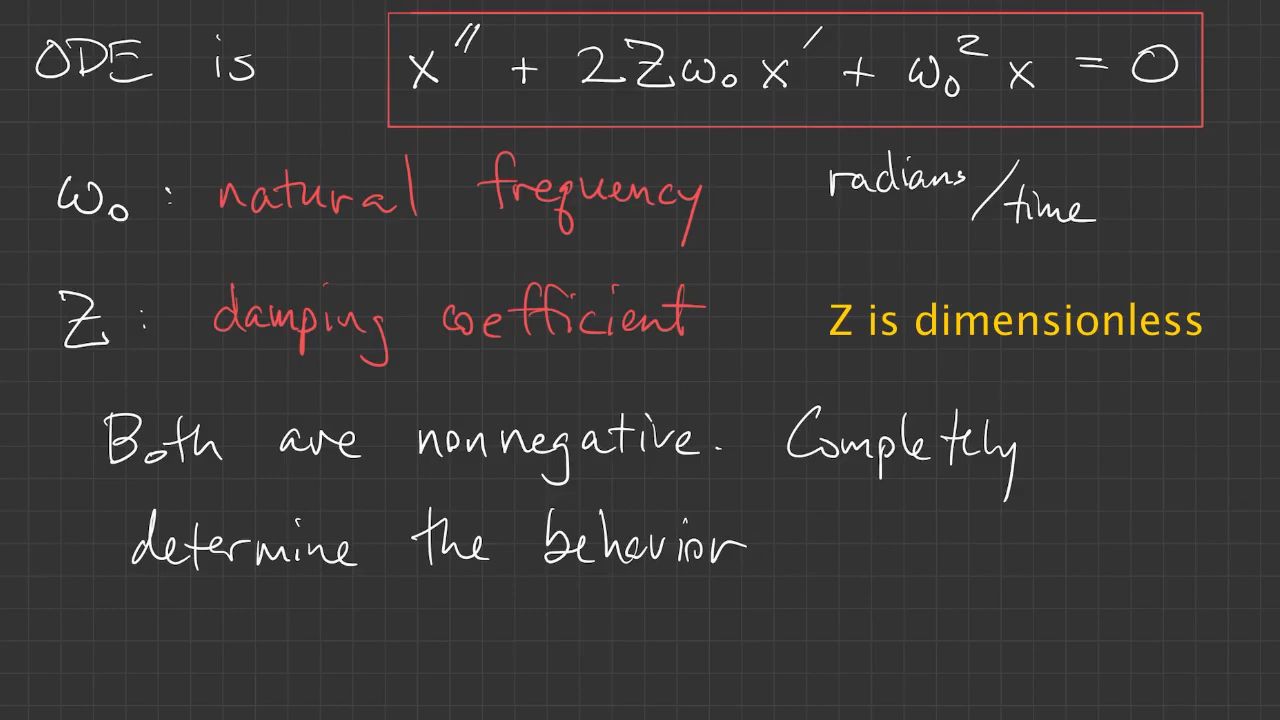 ODE is x'' + 2Zω₀x' + ω₀²x = 0
ω₀ : natural frequency radians/time
Z : damping coefficient Z is dimensionless
Both are nonnegative. Completely
determine the behavior